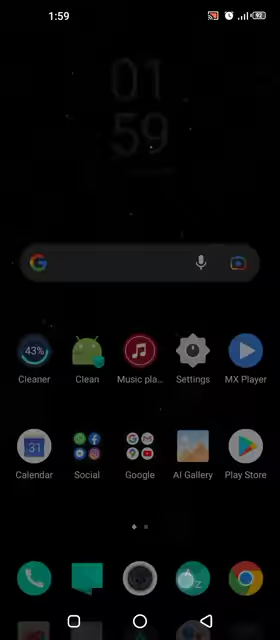 1:59
92
01
59
43%
Cleaner
Clean
Music pla...
Settings
MX Player
31
Calendar
Social
Google
AI Gallery
Play Store